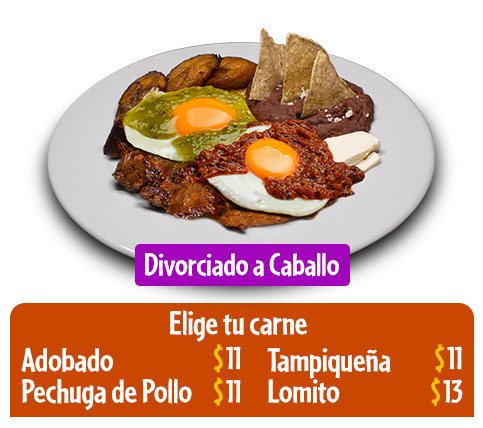 Divorciado a Caballo
Elige tu carne
Adobado $11 Tampiqueña $11
Pechuga de Pollo $11 Lomito $13